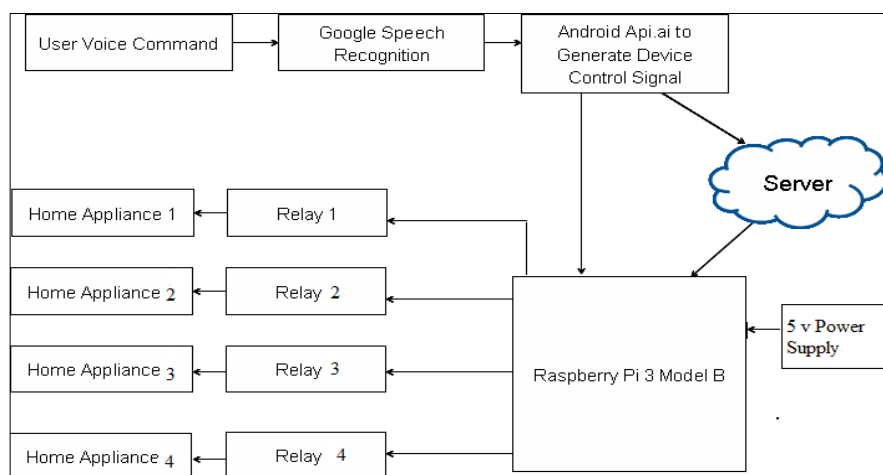 User Voice Command
Google Speech
Recognition
Android Api.ai to
Generate Device
Control Signal
Server
Home Appliance 1
Relay 1
Home Appliance 2
Relay 2
Home Appliance 3
Relay 3
Home Appliance 4
Relay 4
Raspberry Pi 3 Model B
5 v Power
Supply